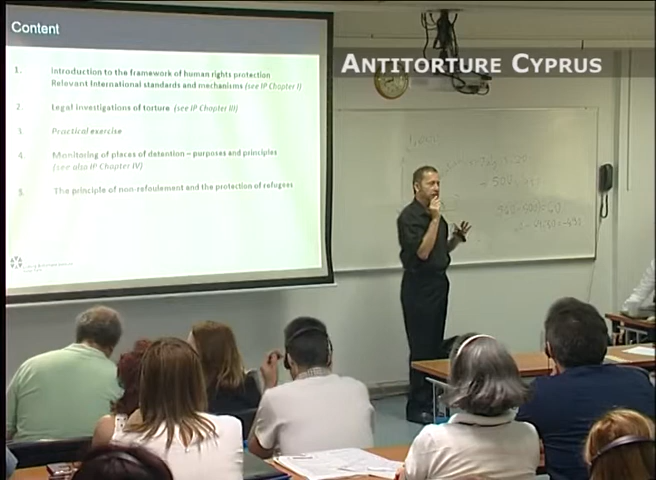 Content
ANTITORTURE CYPRUS
1. Introduction to the framework of human rights protection
Relevant International standards and mechanisms (see IP Chapter I)
2. Legal investigations of torture (see IP Chapter III)
3. Practical exercise
4. Monitoring of places of detention – purposes and principles
(see also IP Chapter IV)
5. The principle of non-refoulement and the protection of refugees